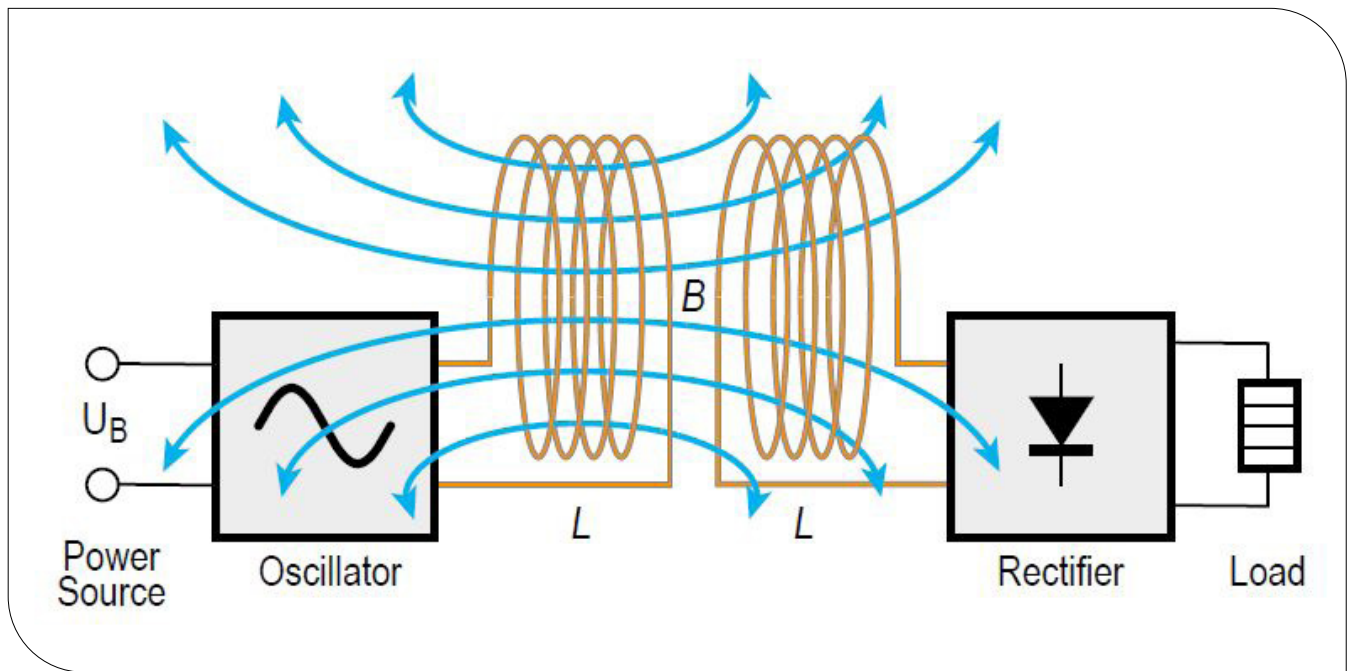 B
U_B
Power
Source
Oscillator
L
L
Rectifier
Load